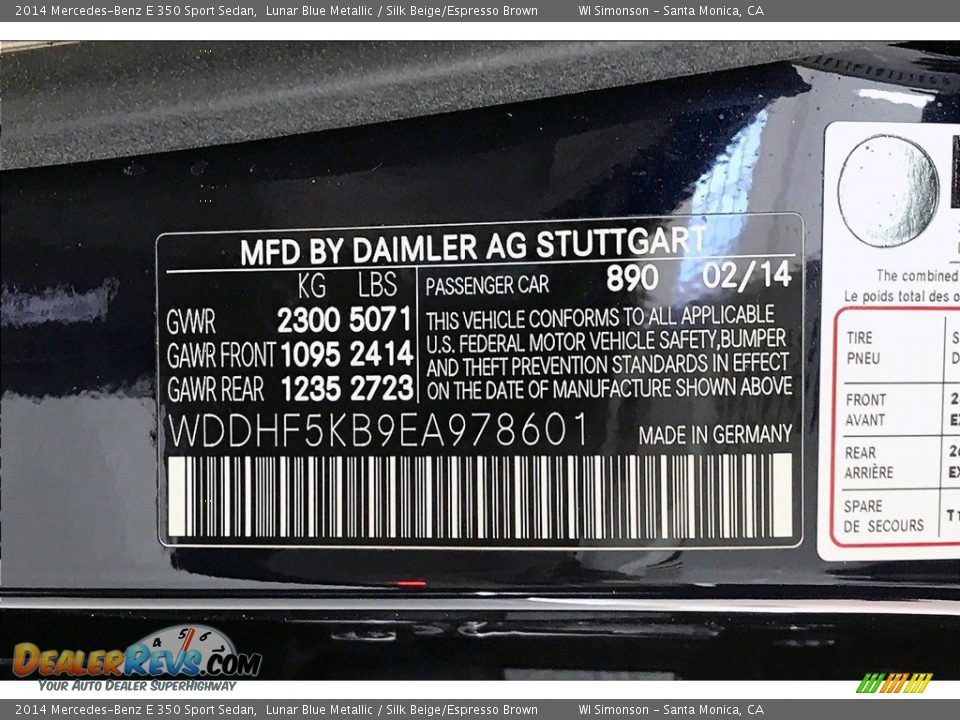 2014 Mercedes-Benz E 350 Sport Sedan, Lunar Blue Metallic / Silk Beige/Espresso Brown WI Simonson - Santa Monica, CA
MFD BY DAIMLER AG STUTTGART
KG LBS
GVWR 2300 5071
GAWR FRONT 1095 2414
GAWR REAR 1235 2723
PASSENGER CAR 890 02/14
THIS VEHICLE CONFORMS TO ALL APPLICABLE
U.S. FEDERAL MOTOR VEHICLE SAFETY,BUMPER
AND THEFT PREVENTION STANDARDS IN EFFECT
ON THE DATE OF MANUFACTURE SHOWN ABOVE
WDDHF5KB9EA978601 MADE IN GERMANY
The combined
Le poids total des
TIRE
PNEU
FRONT
AVANT
REAR
ARRIÈRE
SPARE
DE SECOURS
4 5 6
DEALERREVS.COM
YOUR AUTO DEALER SUPERHIGHWAY
2014 Mercedes-Benz E 350 Sport Sedan, Lunar Blue Metallic / Silk Beige/Espresso Brown WI Simonson - Santa Monica, CA